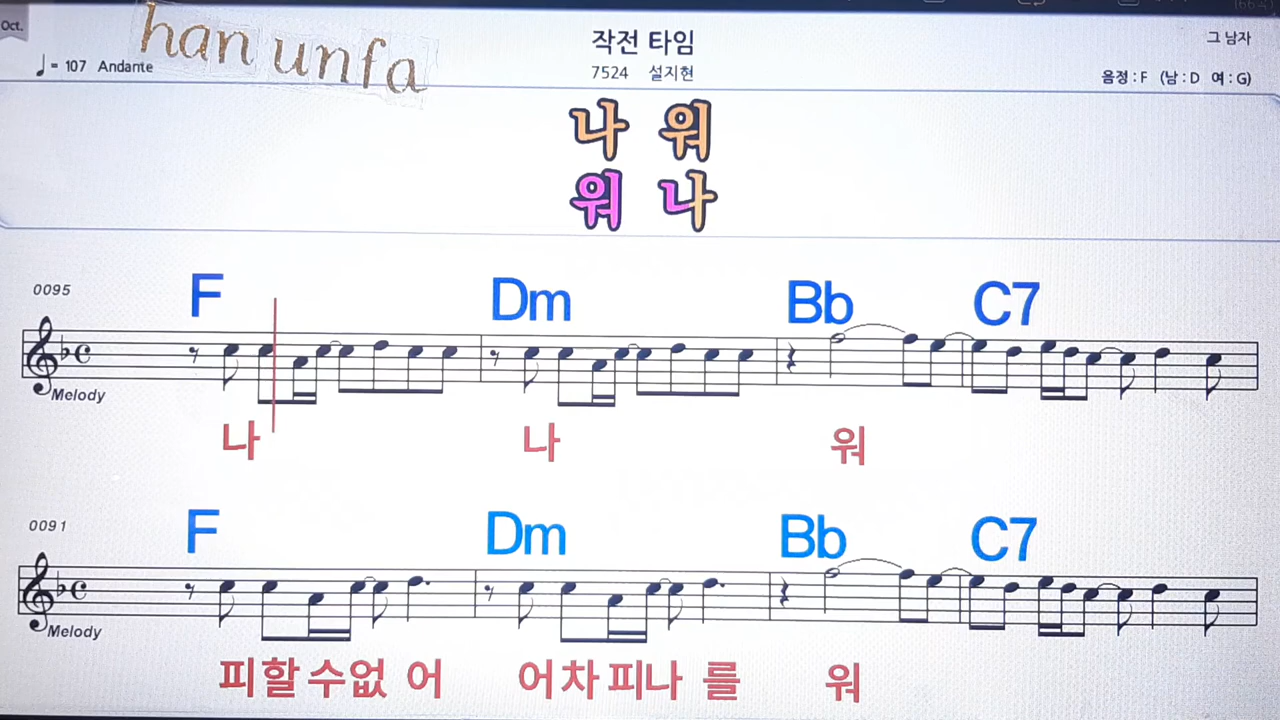 Oct.
han unfa
♩ = 107 Andante
작전 타임
7524 설지현
그 남자
음정 : F (남 : D 여 : G)
나 워
워 나
0095
F Dm Bb C7
Melody
나 나 워
0091
F Dm Bb C7
Melody
피할 수없 어 어차 피나 를 워